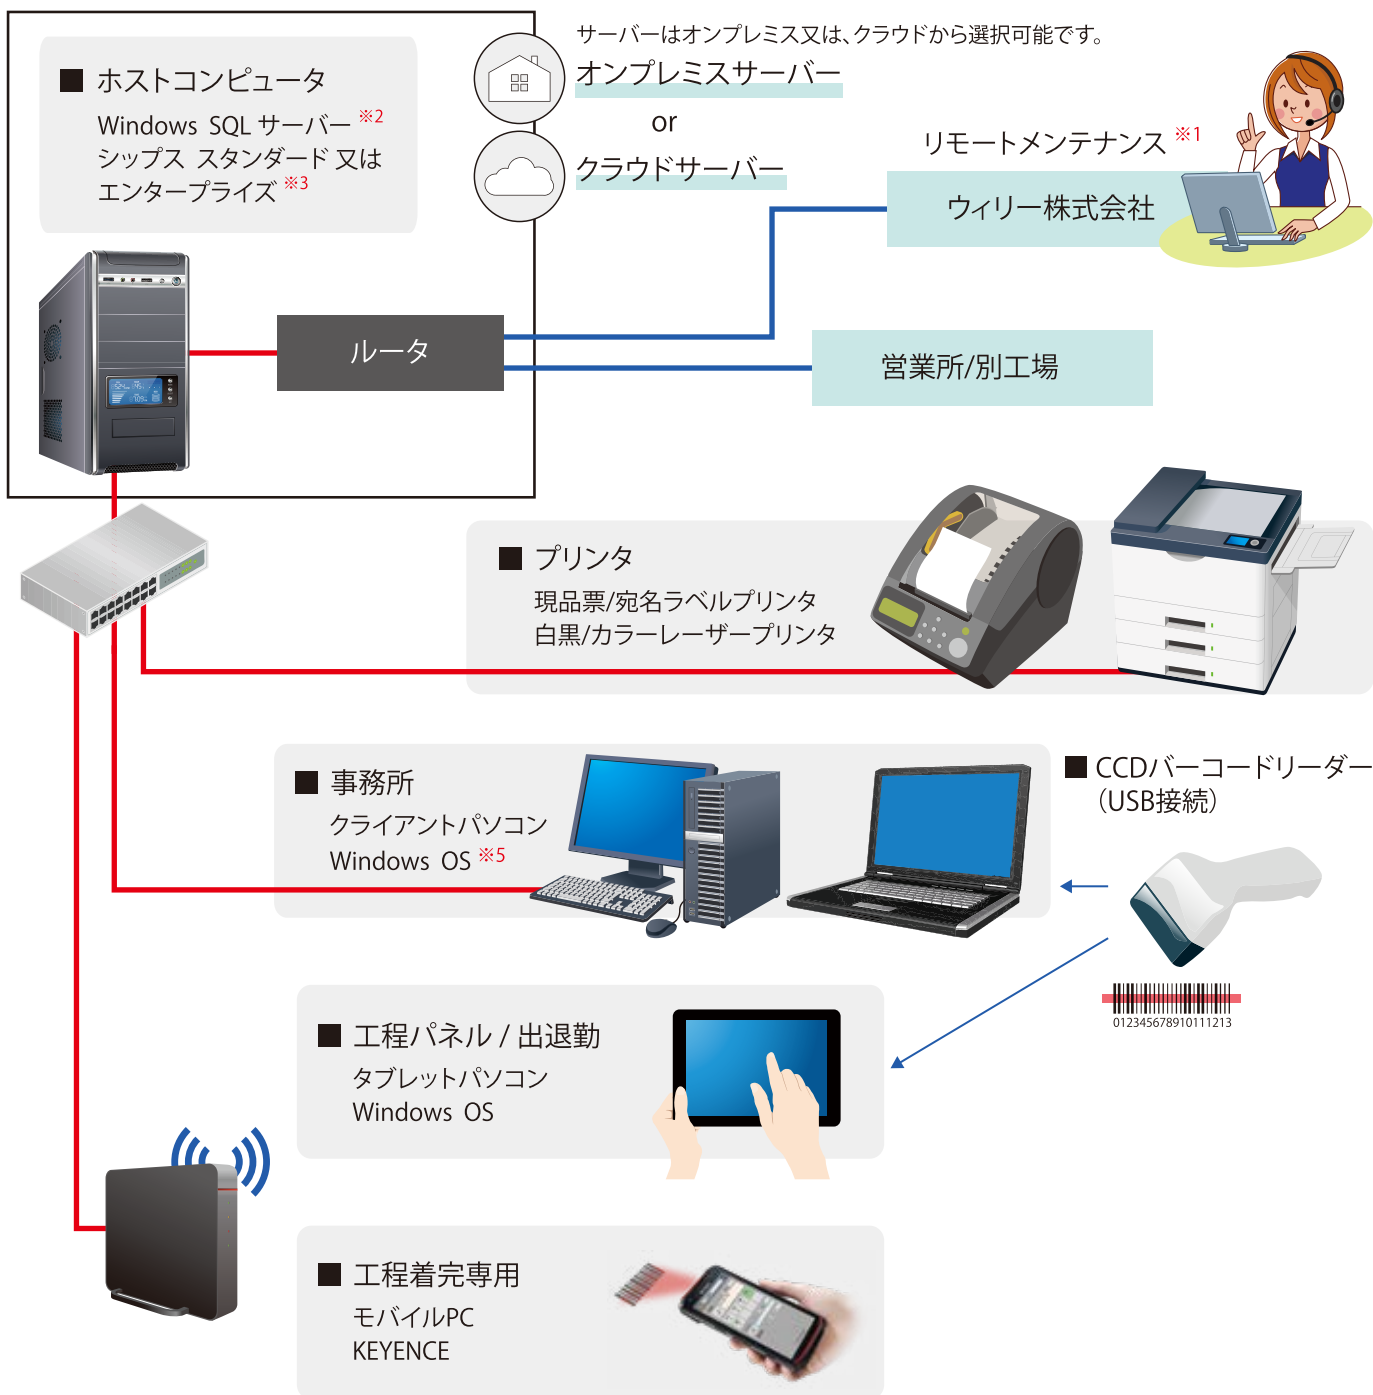 サーバーはオンプレミス又は、クラウドから選択可能です。
■ ホストコンピュータ
Windows SQL サーバー ※2
シップス スタンダード 又は
エンタープライズ ※3
オンプレミスサーバー
or
クラウドサーバー
リモートメンテナンス ※1
ウィリー株式会社
ルータ
営業所/別工場
■ プリンタ
現品票/宛名ラベルプリンタ
白黒/カラーレーザープリンタ
■ 事務所
クライアントパソコン
Windows OS ※5
■ CCDバーコードリーダー
（USB接続）
012345678910111213
■ 工程パネル / 出退勤
タブレットパソコン
Windows OS
■ 工程着完専用
モバイルPC
KEYENCE